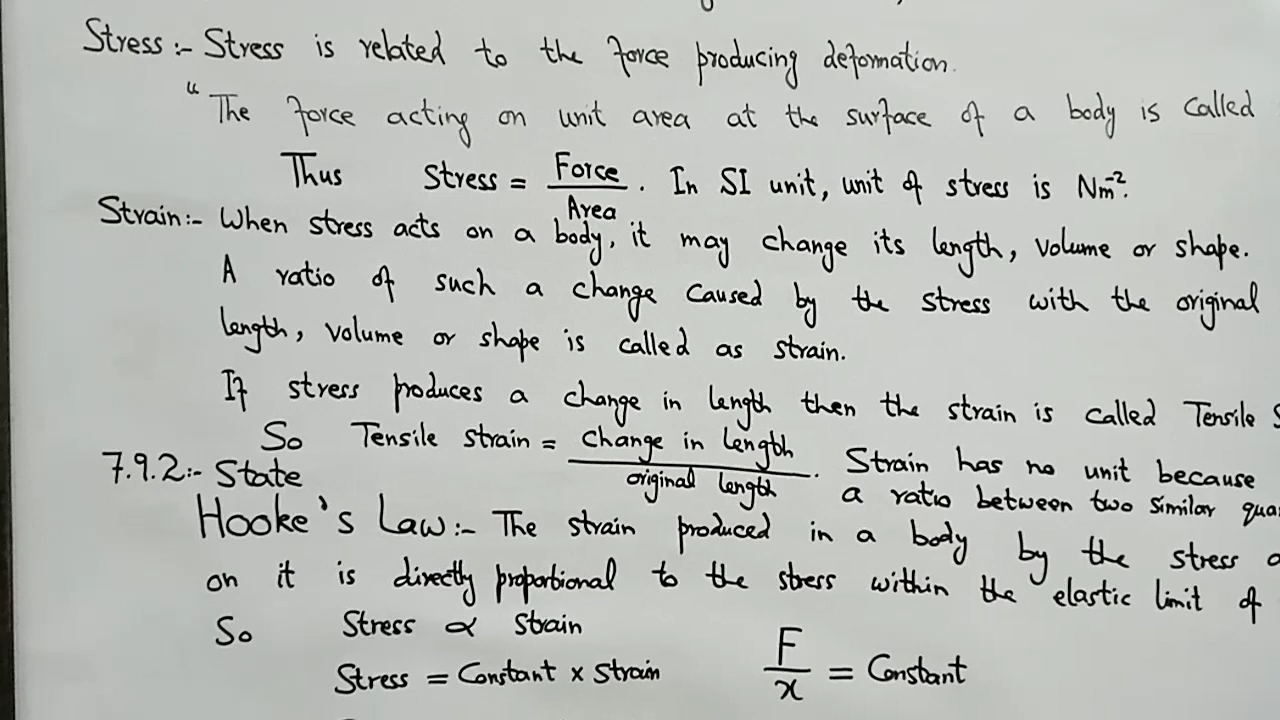 Stress :- Stress is related to the force producing deformation.
"The force acting on unit area at the surface of a body is called
Thus Stress = Force / Area . In SI unit, unit of stress is Nm⁻².
Strain:- When stress acts on a body, it may change its length, volume or shape.
A ratio of such a change caused by the stress with the original
length, volume or shape is called as strain.
If stress produces a change in length then the strain is called Tensile S
So Tensile strain = change in length / original length . Strain has no unit because
7.9.2:- State a ratio between two similar qua
Hooke's Law:- The strain produced in a body by the stress
on it is directly proportional to the stress within the elastic limit of
So Stress ∝ Strain
Stress = Constant x Strain F / x = Constant